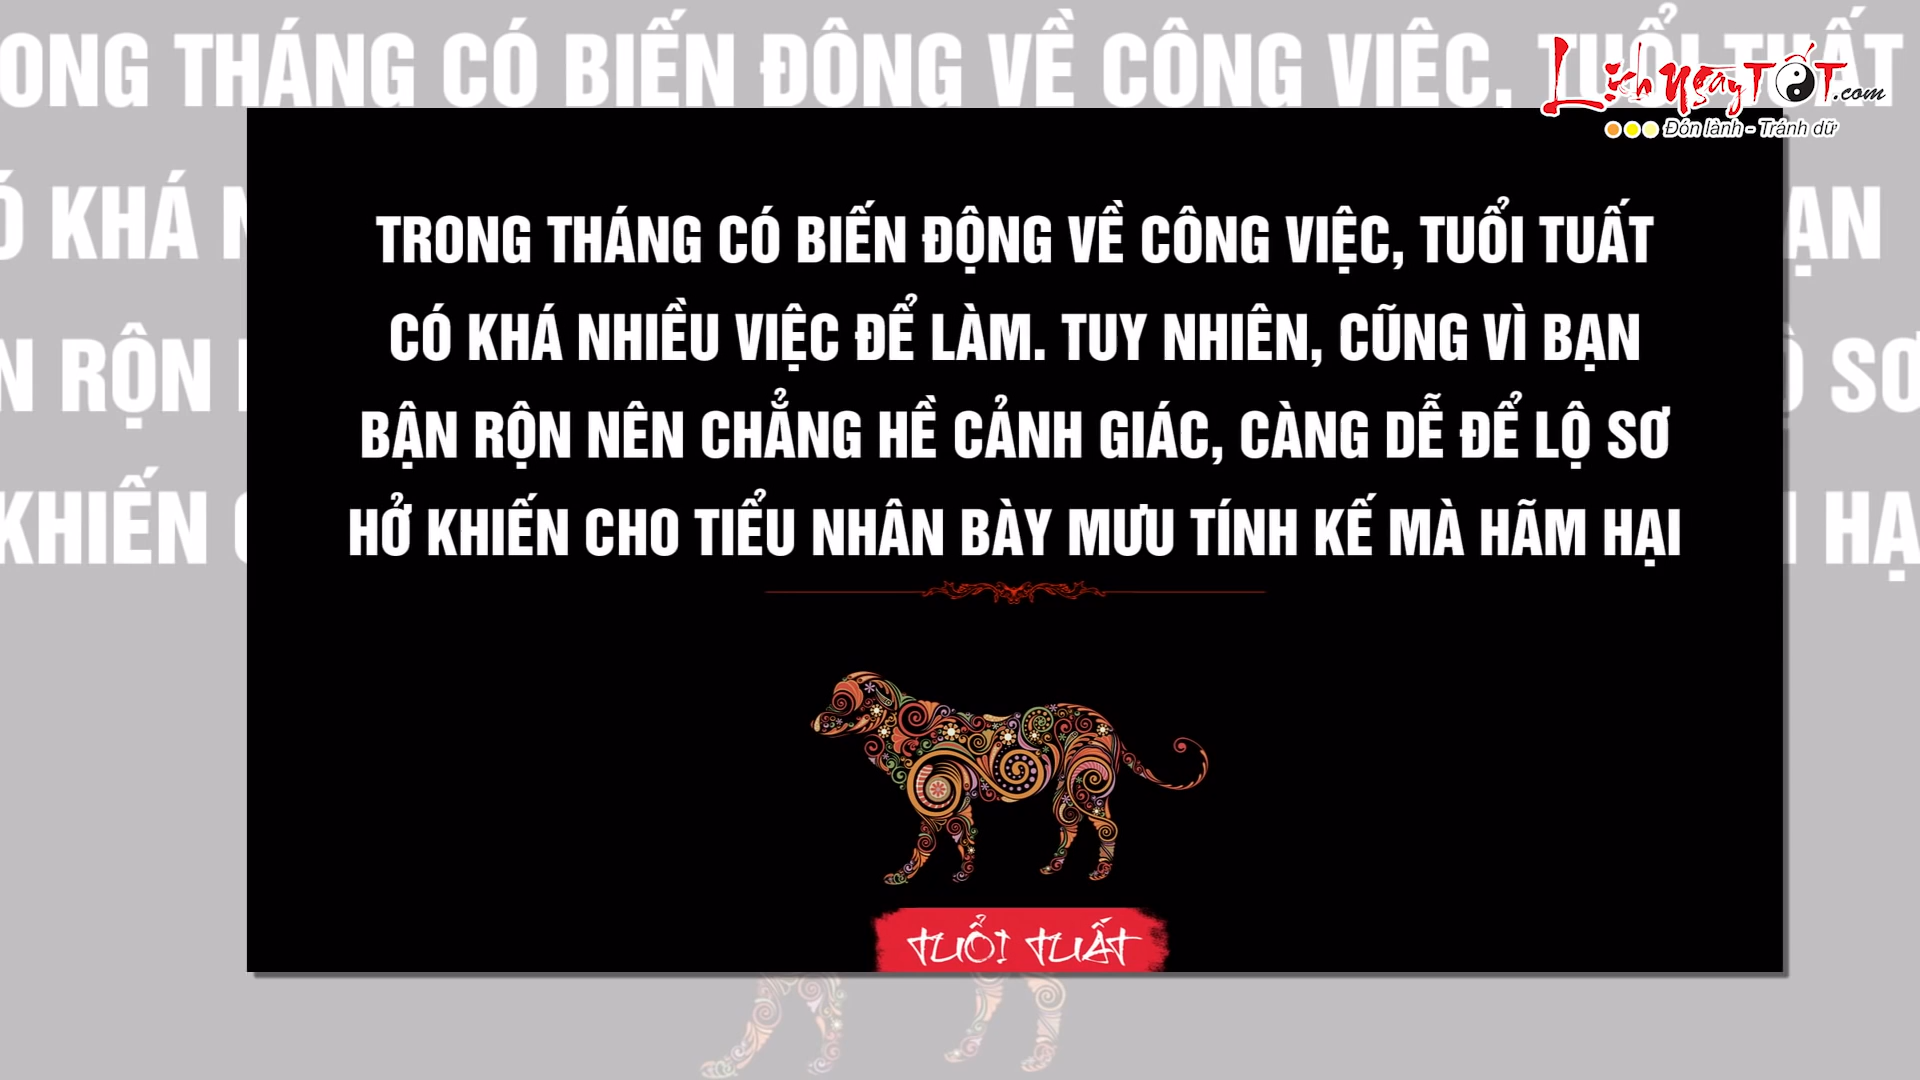 LịchNgàyTỐT.com
Đón lành - Tránh dữ
TRONG THÁNG CÓ BIẾN ĐỘNG VỀ CÔNG VIỆC, TUỔI TUẤT
CÓ KHÁ NHIỀU VIỆC ĐỂ LÀM. TUY NHIÊN, CŨNG VÌ BẠN
BẬN RỘN NÊN CHẲNG HỀ CẢNH GIÁC, CÀNG DỄ ĐỂ LỘ SƠ
HỞ KHIẾN CHO TIỂU NHÂN BÀY MƯU TÍNH KẾ MÀ HÃM HẠI
TUỔI TUẤT